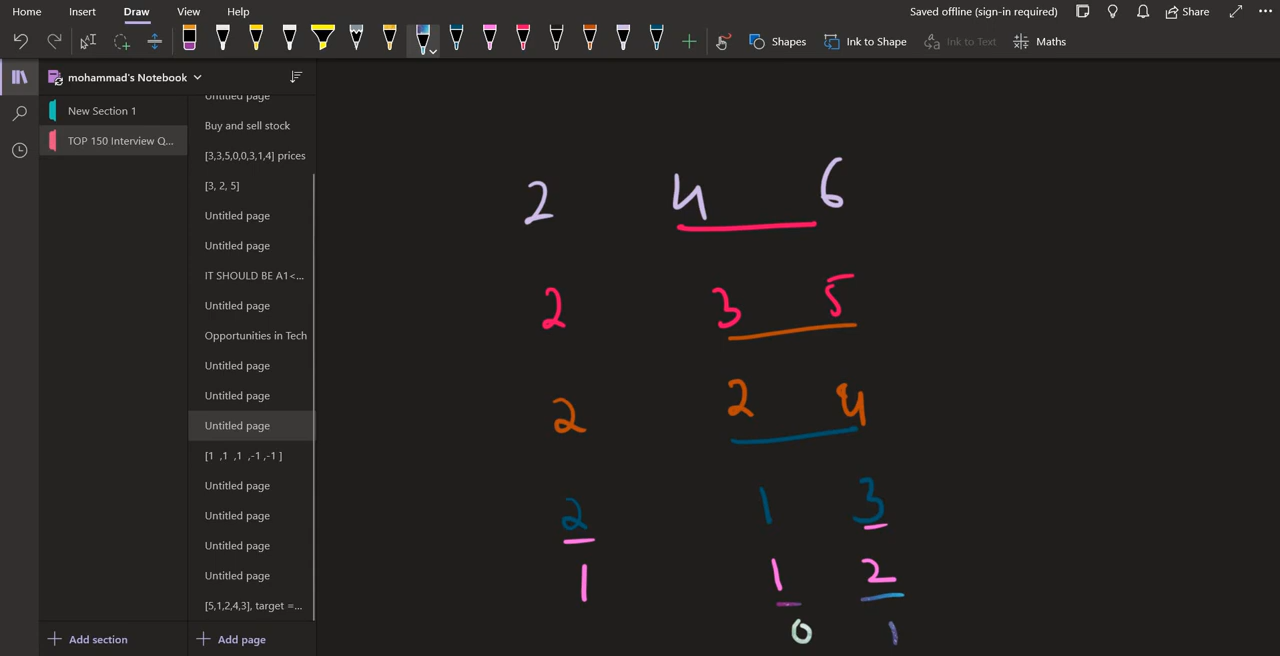 Home Insert Draw View Help Saved offline (sign-in required) Share
Shapes Ink to Shape Ink to Text Maths
mohammad's Notebook
New Section 1
TOP 150 Interview Q...
Untitled page
Buy and sell stock
[3,3,5,0,0,3,1,4] prices
[3, 2, 5]
Untitled page
Untitled page
IT SHOULD BE A1<...
Untitled page
Opportunities in Tech
Untitled page
Untitled page
Untitled page
[1 ,1 ,1 ,-1 ,-1 ]
Untitled page
Untitled page
Untitled page
Untitled page
[5,1,2,4,3], target =...
Add section
Add page
2 4 6
2 3 5
2 2 4
2 1 3
1 1 2
0 1